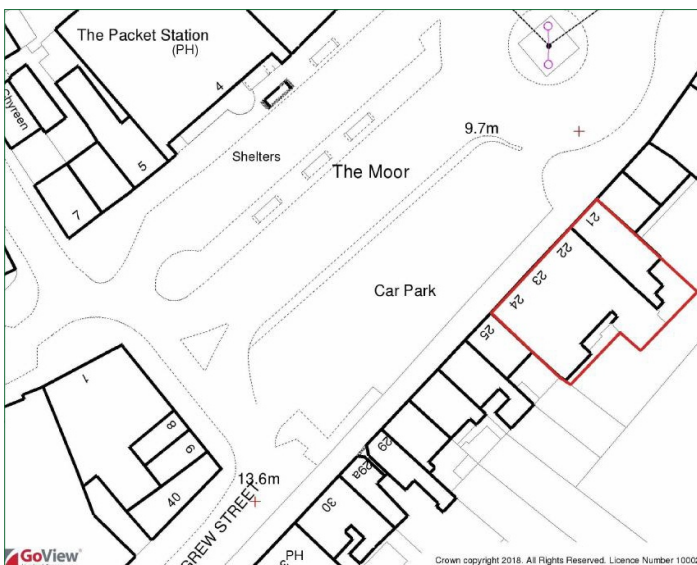 The Packet Station
(PH)
Chyreen
4
5
7
Shelters
The Moor
9.7m
Car Park
21
22
23
24
25
1
8
9
40
13.6m
GREW STREET
29
29a
30
PH
GoView
Crown copyright 2018. All Rights Reserved. Licence Number 1000